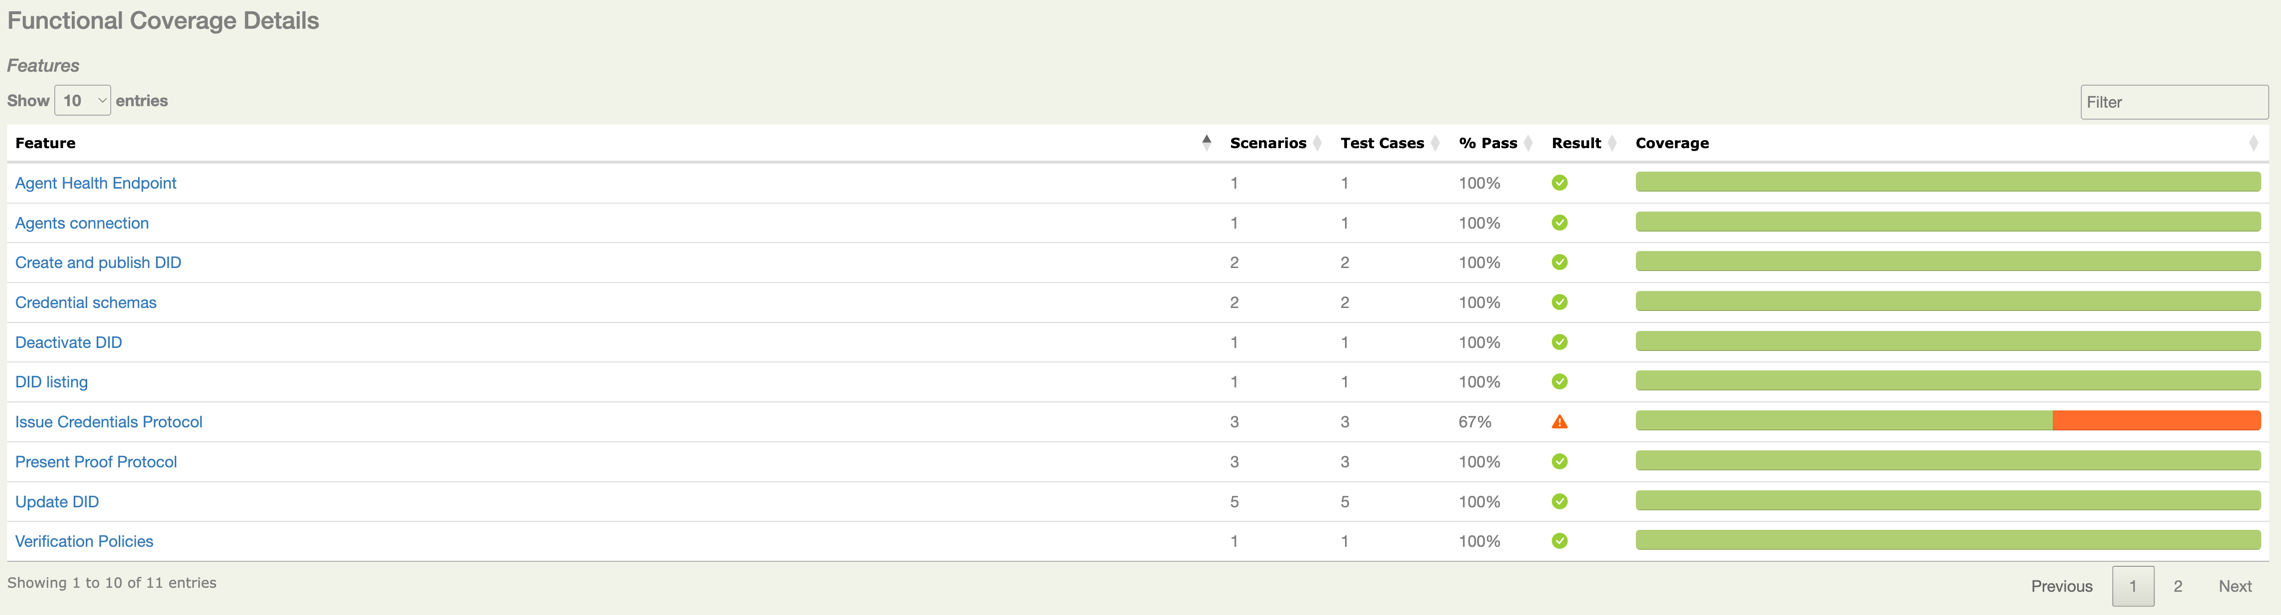 Functional Coverage Details
Features
Show 10 entries
Filter
Feature Scenarios Test Cases % Pass Result Coverage
Agent Health Endpoint 1 1 100%
Agents connection 1 1 100%
Create and publish DID 2 2 100%
Credential schemas 2 2 100%
Deactivate DID 1 1 100%
DID listing 1 1 100%
Issue Credentials Protocol 3 3 67%
Present Proof Protocol 3 3 100%
Update DID 5 5 100%
Verification Policies 1 1 100%
Showing 1 to 10 of 11 entries
Previous 1 2 Next